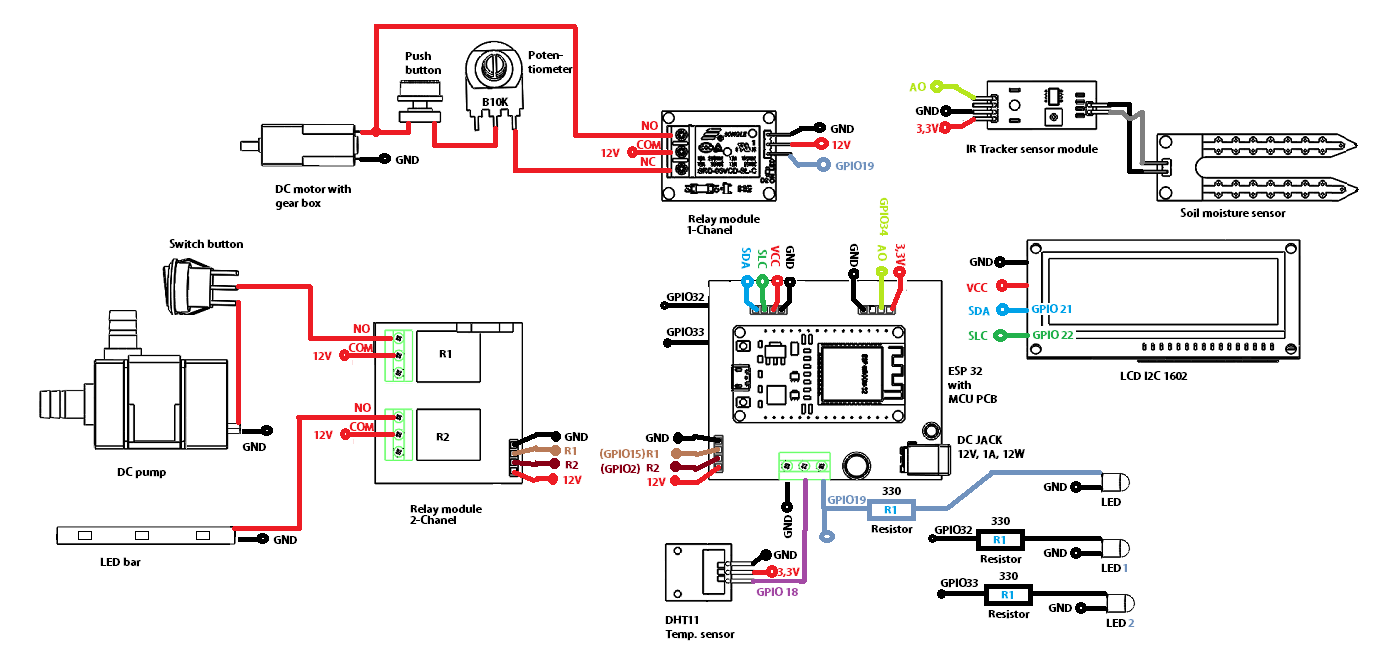 Push
button
Poten-
tiometer
B10K
GND
DC motor with
gear box
NO
COM
12V
NC
SONGLE
SRD-05VCD-SL-C
GND
12V
GPIO19
Relay module
1-Chanel
AO
GND
3,3V
IR Tracker sensor module
Soil moisture sensor
Switch button
NO
COM
12V
R1
NO
COM
12V
R2
GND
R1
R2
12V
Relay module
2-Chanel
GND
DC pump
GND
LED bar
SDA
SLC
VCC
GND
GND
GPIO34 AO
3,3V
GPIO32
GPIO33
ESP 32
with
MCU PCB
GND
(GPIO15) R1
(GPIO2) R2
12V
DC JACK
12V, 1A, 12W
GND
VCC
SDA
GPIO 21
SLC
GPIO 22
LCD I2C 1602
GND
GPIO19
330
R1
Resistor
GND
LED
GPIO32
330
R1
Resistor
GND
LED 1
GPIO33
330
R1
Resistor
GND
LED 2
GND
3,3V
GPIO 18
DHT11
Temp. sensor